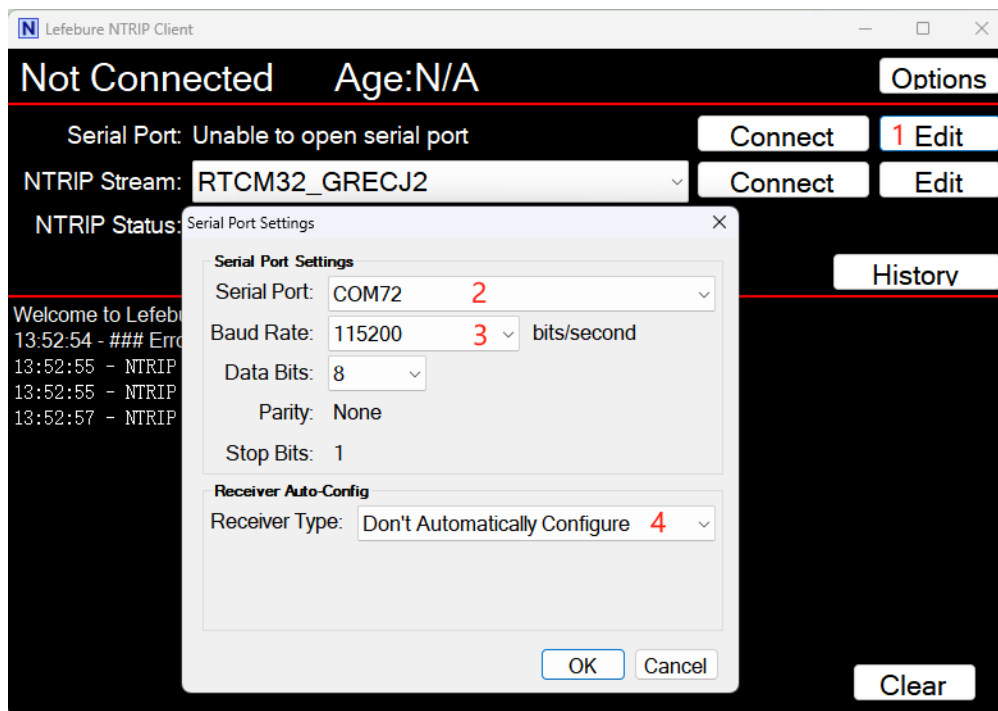 N Lefebure NTRIP Client
Not Connected Age:N/A Options
Serial Port: Unable to open serial port Connect 1 Edit
NTRIP Stream: RTCM32_GRECJ2 Connect Edit
NTRIP Status:
History
Serial Port Settings
Serial Port Settings
Serial Port: COM72 2
Baud Rate: 115200 3 bits/second
Data Bits: 8
Parity: None
Stop Bits: 1
Receiver Auto-Config
Receiver Type: Don't Automatically Configure 4
OK Cancel
Welcome to
13:52:54 - ###
13:52:55 - NTRIP
13:52:55 - NTRIP
13:52:57 - NTRIP
Clear